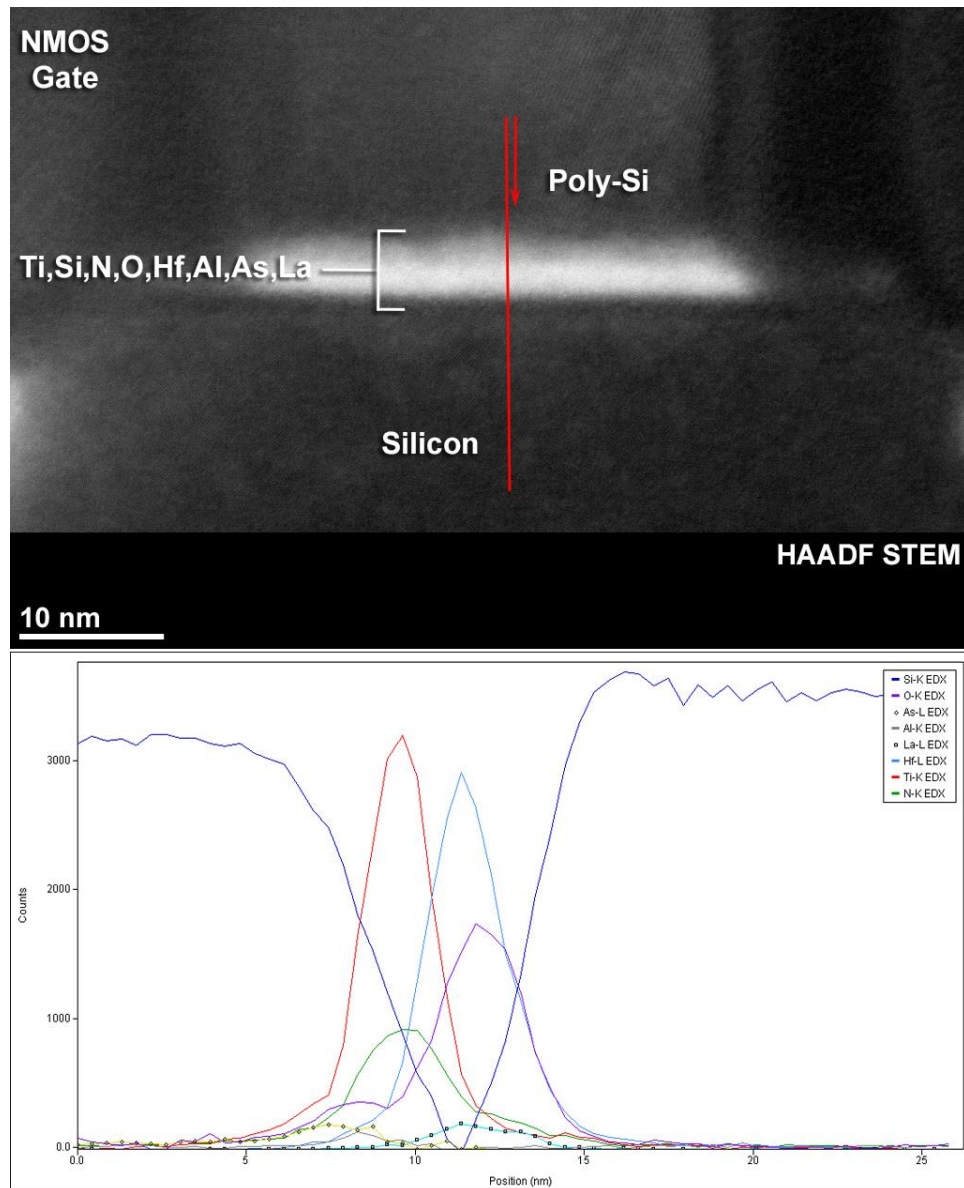 NMOS
Gate
Poly-Si
Ti,Si,N,O,Hf,Al,As,La
Silicon
HAADF STEM
10 nm
Si-K EDX
O-K EDX
As-L EDX
Al-K EDX
La-L EDX
Hf-L EDX
Ti-K EDX
N-K EDX
3000
2000
1000
0.0
Counts
0.0
5
10
15
20
25
Position (nm)